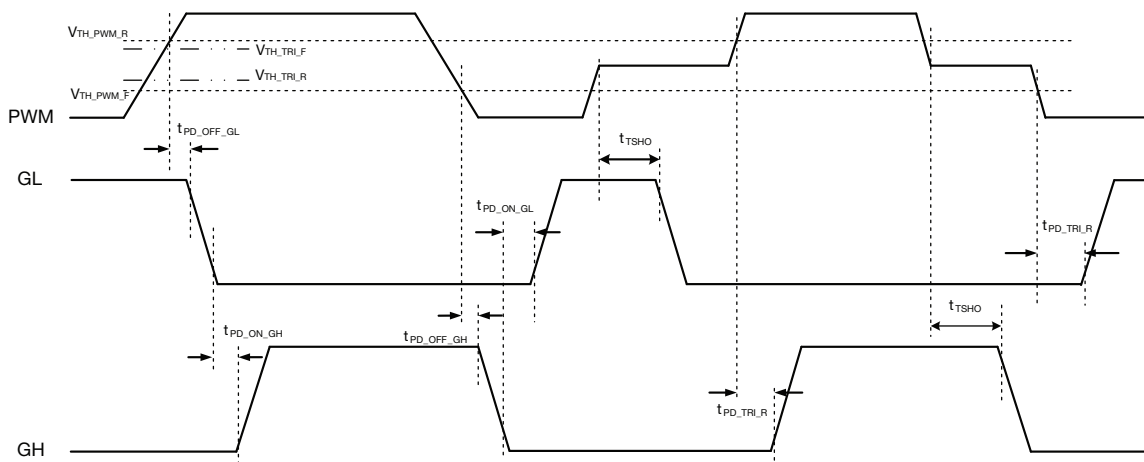 VTH_PWM_R
VTH_TRI_F
VTH_TRI_R
VTH_PWM_F
PWM
tPD_OFF_GL
GL
tTSHO
tPD_ON_GL
tPD_TRI_R
tTSHO
tPD_ON_GH
tPD_OFF_GH
tPD_TRI_R
GH